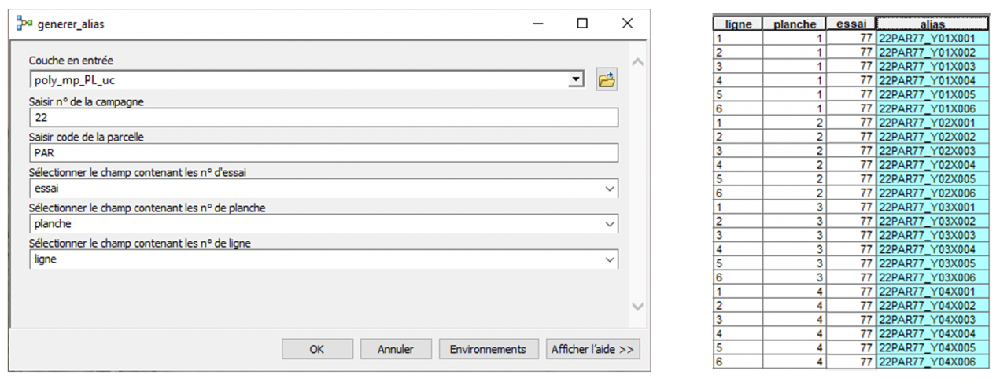 generer_alias
Couche en entrée
poly_mp_PL_uc
Saisir n° de la campagne
22
Saisir code de la parcelle
PAR
Sélectionner le champ contenant les n° d'essai
essai
Sélectionner le champ contenant les n° de planche
planche
Sélectionner le champ contenant les n° de ligne
ligne
OK Annuler Environnements Afficher l'aide >>
ligne planche essai alias
1 1 77 22PAR77_Y01X001
2 1 77 22PAR77_Y01X002
3 1 77 22PAR77_Y01X003
4 1 77 22PAR77_Y01X004
5 1 77 22PAR77_Y01X005
6 1 77 22PAR77_Y01X006
1 2 77 22PAR77_Y02X001
2 2 77 22PAR77_Y02X002
3 2 77 22PAR77_Y02X003
4 2 77 22PAR77_Y02X004
5 2 77 22PAR77_Y02X005
6 2 77 22PAR77_Y02X006
1 3 77 22PAR77_Y03X001
2 3 77 22PAR77_Y03X002
3 3 77 22PAR77_Y03X003
4 3 77 22PAR77_Y03X004
5 3 77 22PAR77_Y03X005
6 3 77 22PAR77_Y03X006
1 4 77 22PAR77_Y04X001
2 4 77 22PAR77_Y04X002
3 4 77 22PAR77_Y04X003
4 4 77 22PAR77_Y04X004
5 4 77 22PAR77_Y04X005
6 4 77 22PAR77_Y04X006